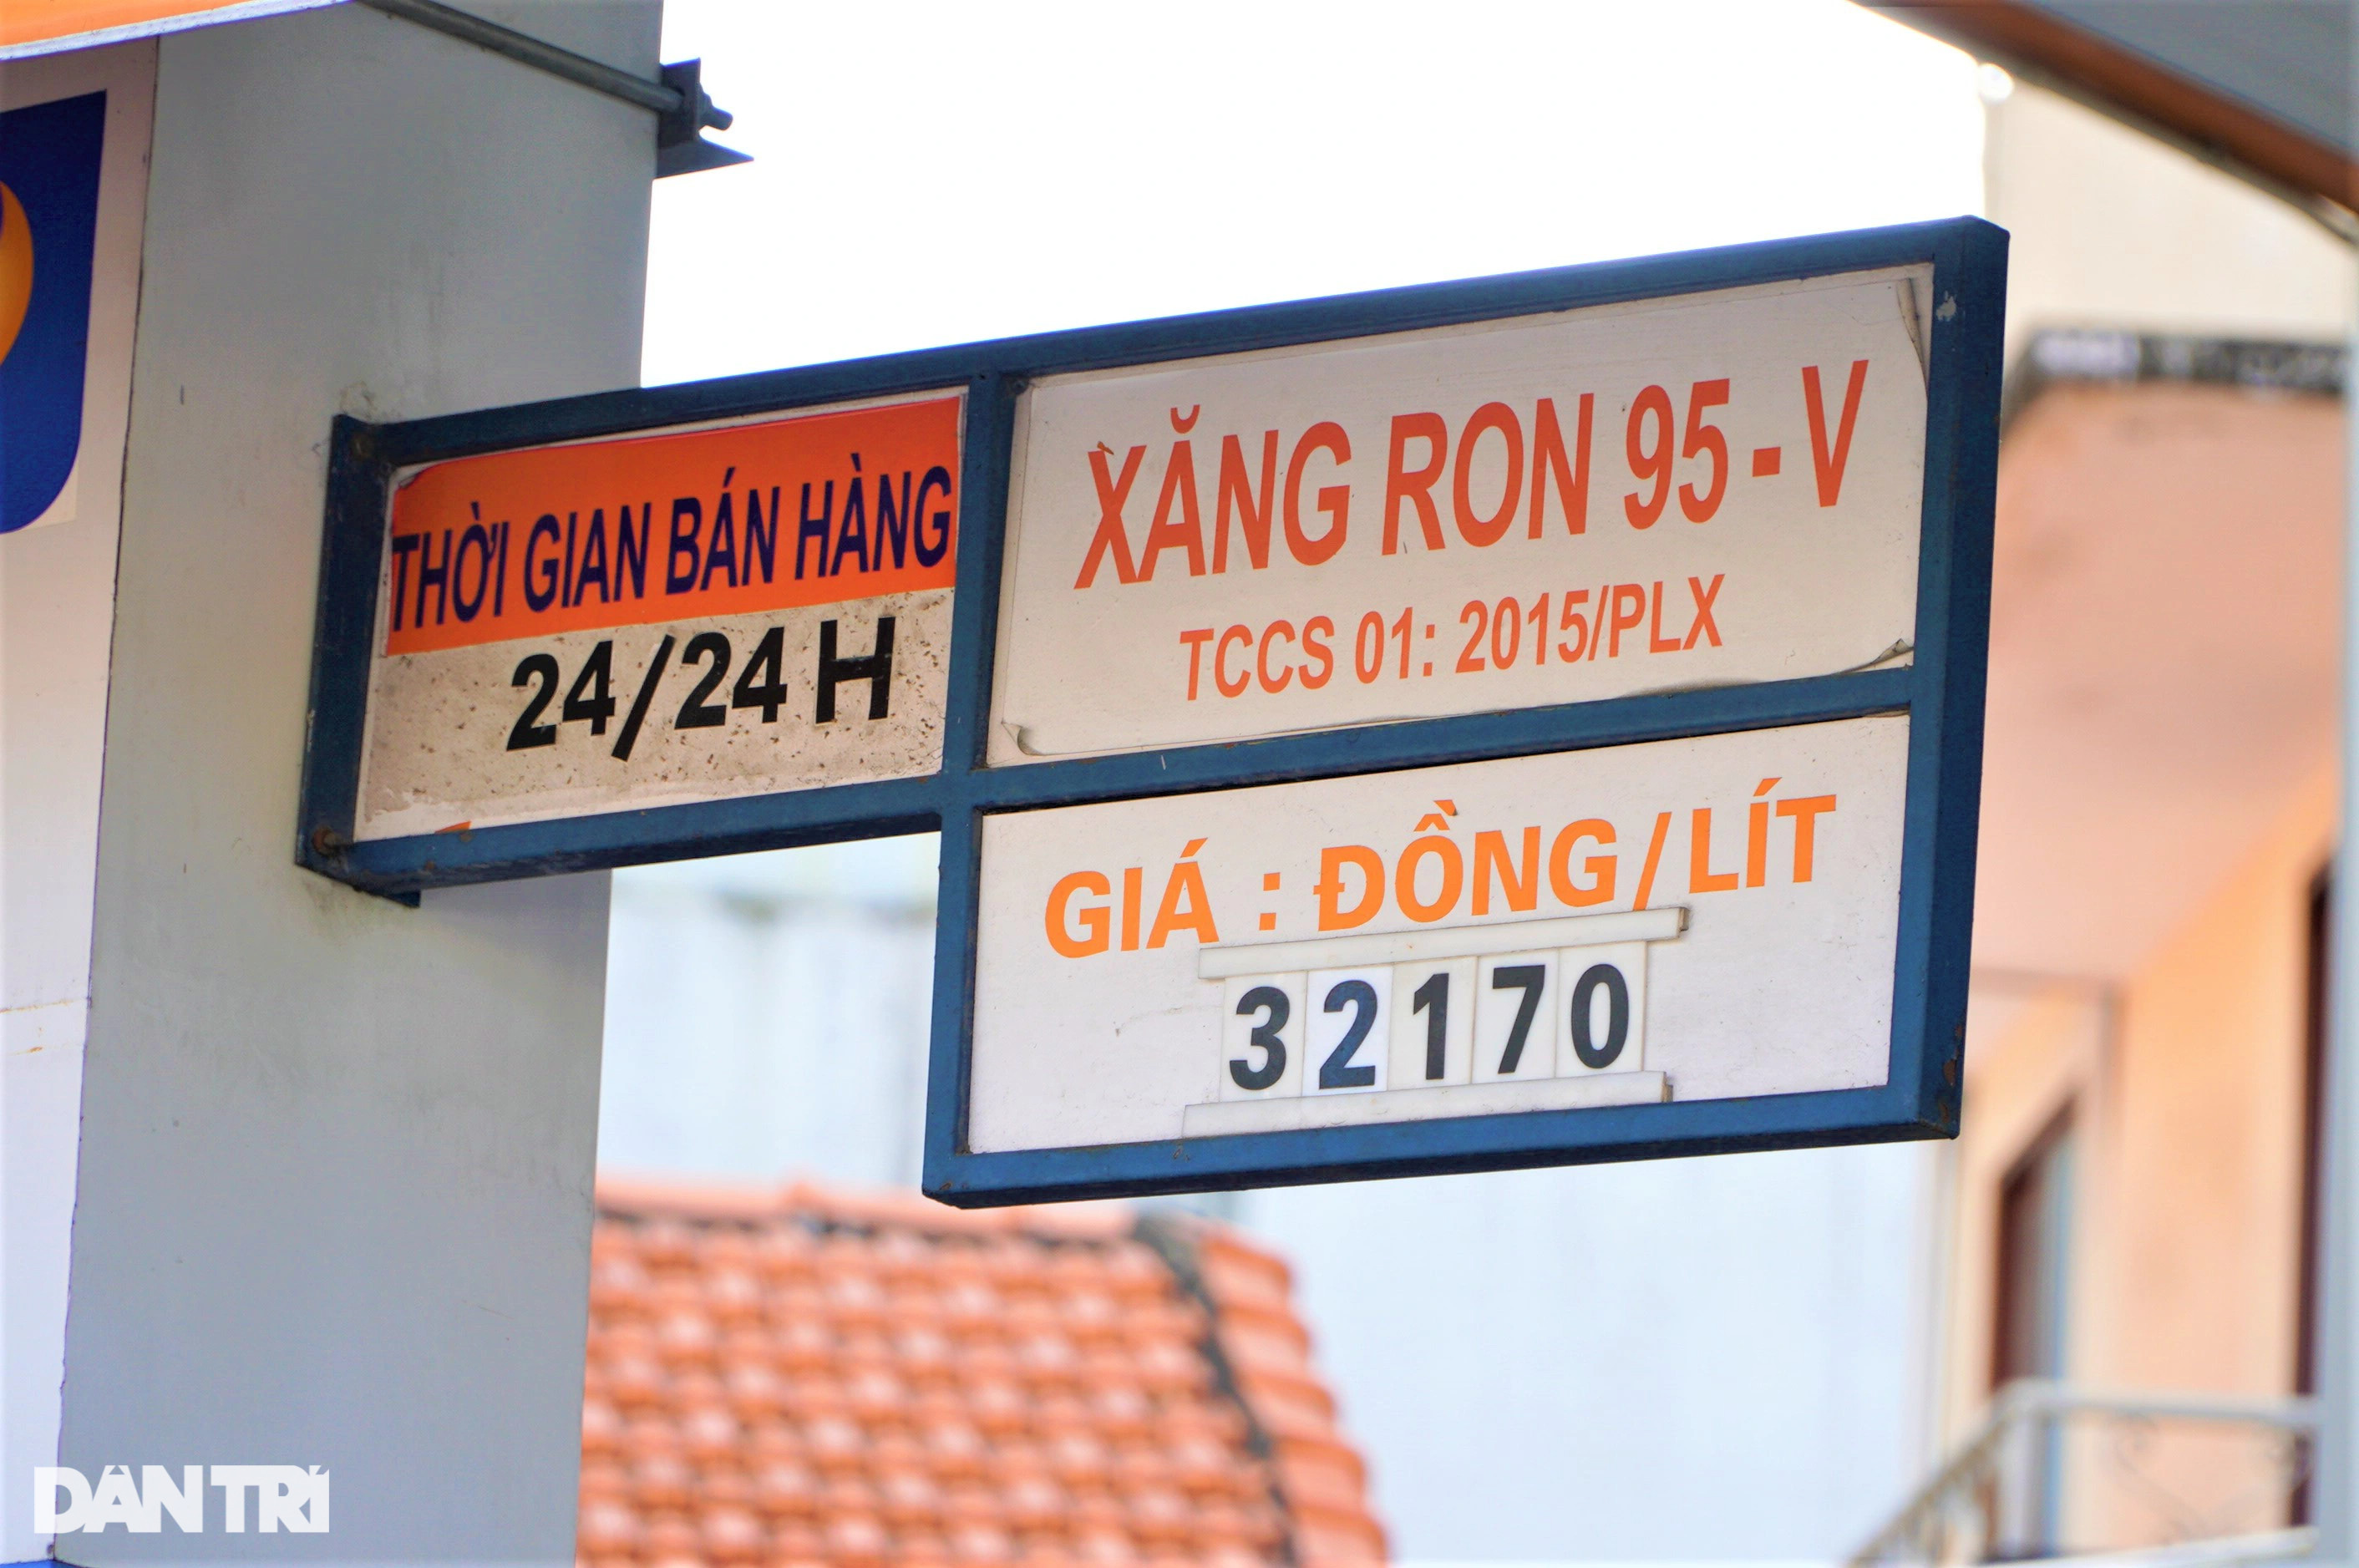 THỜI GIAN BÁN HÀNG
24/24 H
XĂNG RON 95 - V
TCCS 01: 2015/PLX
GIÁ : ĐỒNG/LÍT
32170
DÂN TRÍ